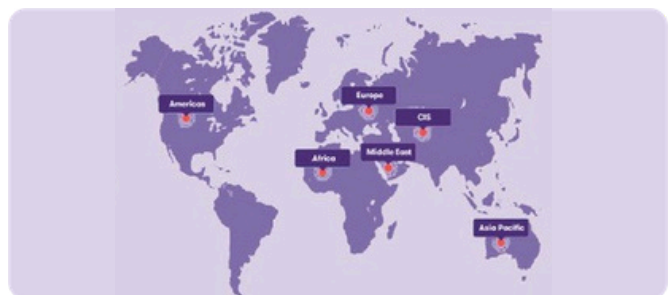 Americas
Europe
CIS
Africa
Middle East
Asia Pacific